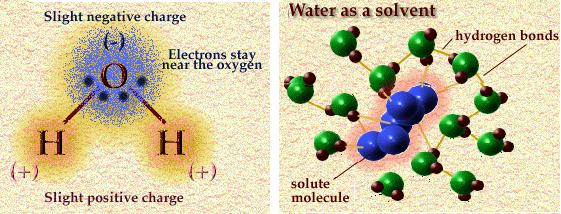 Slight negative charge
(-)
Electrons stay
near the oxygen
O
H
H
(+)
(+)
Slight positive charge
Water as a solvent
hydrogen bonds
solute
molecule